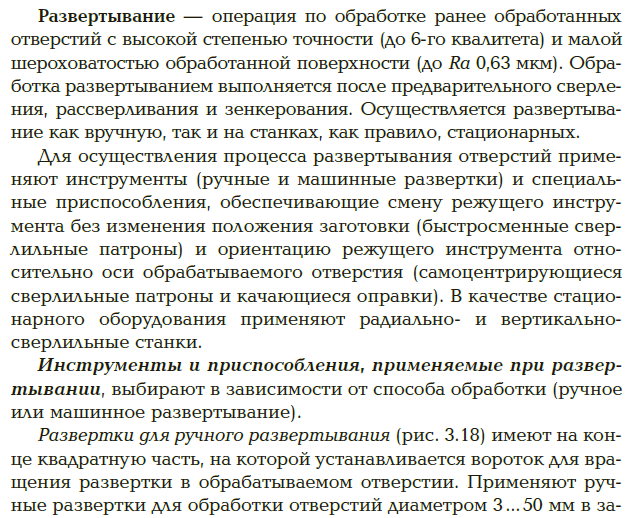 Развертывание — операция по обработке ранее обработанных
отверстий с высокой степенью точности (до 6-го квалитета) и малой
шероховатостью обработанной поверхности (до Ra 0,63 мкм). Обра-
ботка развертыванием выполняется после предварительного сверле-
ния, рассверливания и зенкерования. Осуществляется развертыва-
ние как вручную, так и на станках, как правило, стационарных.
Для осуществления процесса развертывания отверстий приме-
няют инструменты (ручные и машинные развертки) и специаль-
ные приспособления, обеспечивающие смену режущего инстру-
мента без изменения положения заготовки (быстросменные свер-
лильные патроны) и ориентацию режущего инструмента отно-
сительно оси обрабатываемого отверстия (самоцентрирующиеся
сверлильные патроны и качающиеся оправки). В качестве стацио-
нарного оборудования применяют радиально- и вертикально-
сверлильные станки.
Инструменты и приспособления, применяемые при развер-
тывании, выбирают в зависимости от способа обработки (ручное
или машинное развертывание).
Развертки для ручного развертывания (рис. 3.18) имеют на кон-
це квадратную часть, на которой устанавливается вороток для вра-
щения развертки в обрабатываемом отверстии. Применяют руч-
ные развертки для обработки отверстий диаметром 3...50 мм в за-